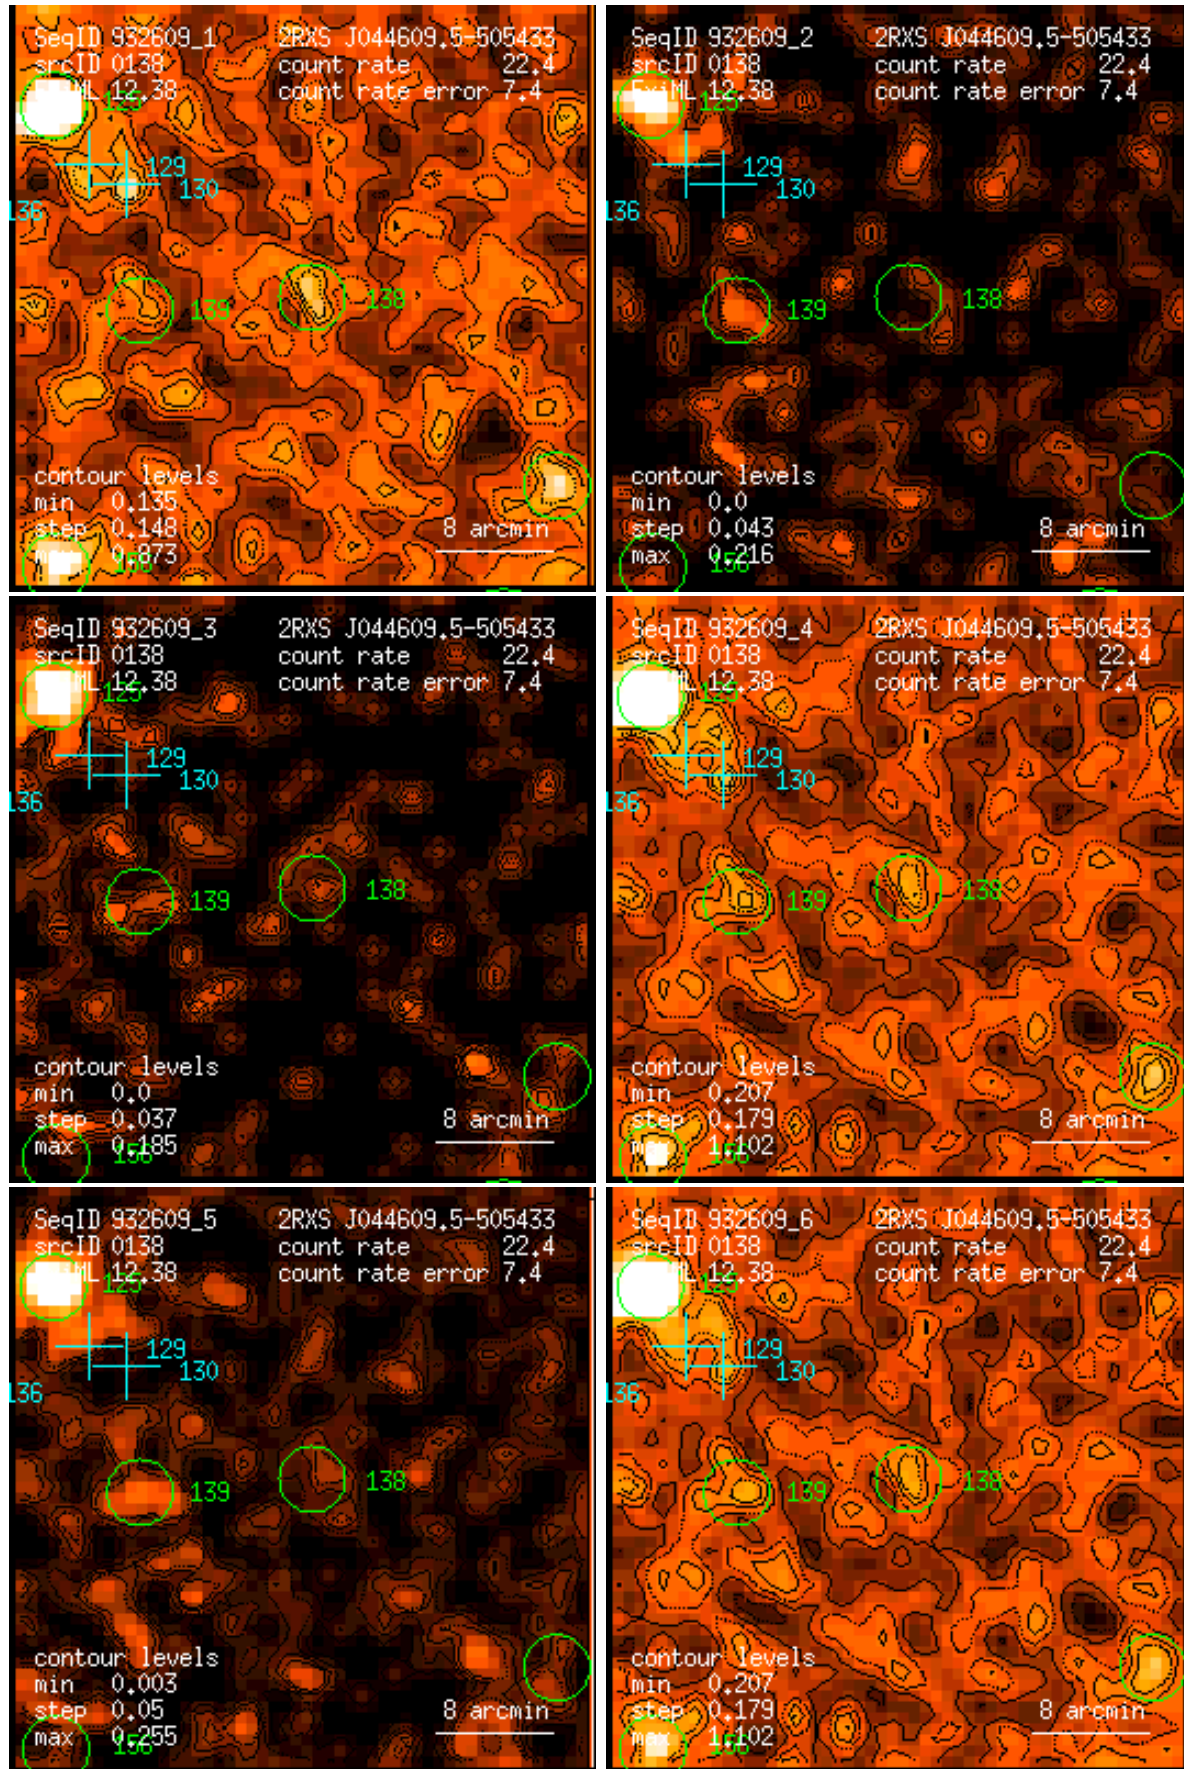 SeqID 932609_1 2RXS J044609.5-505433
srcID 0138 count rate 22.4
ExiML 12.38 125 count rate error 7.4
129
130
136
139
138
contour levels
min 0.135
step 0.148 8 arcmin
max 0.873 156
SeqID 932609_2 2RXS J044609.5-505433
srcID 0138 count rate 22.4
ExiML 12.38 125 count rate error 7.4
129
130
136
139
138
contour levels
min 0.0
step 0.043 8 arcmin
max 0.216 156
SeqID 932609_3 2RXS J044609.5-505433
srcID 0138 count rate 22.4
ML 12.38 125 count rate error 7.4
129
130
136
139
138
contour levels
min 0.0
step 0.037 8 arcmin
max 0.185 156
SeqID 932609_4 2RXS J044609.5-505433
srcID 0138 count rate 22.4
ML 12.38 125 count rate error 7.4
129
130
136
139
138
contour levels
min 0.207
step 0.179 8 arcmin
max 1.102 156
SeqID 932609_5 2RXS J044609.5-505433
srcID 0138 count rate 22.4
ML 12.38 125 count rate error 7.4
129
130
136
139
138
contour levels
min 0.003
step 0.05 8 arcmin
max 0.255 156
SeqID 932609_6 2RXS J044609.5-505433
srcID 0138 count rate 22.4
ML 12.38 125 count rate error 7.4
129
130
136
139
138
contour levels
min 0.207
step 0.179 8 arcmin
max 1.102 156